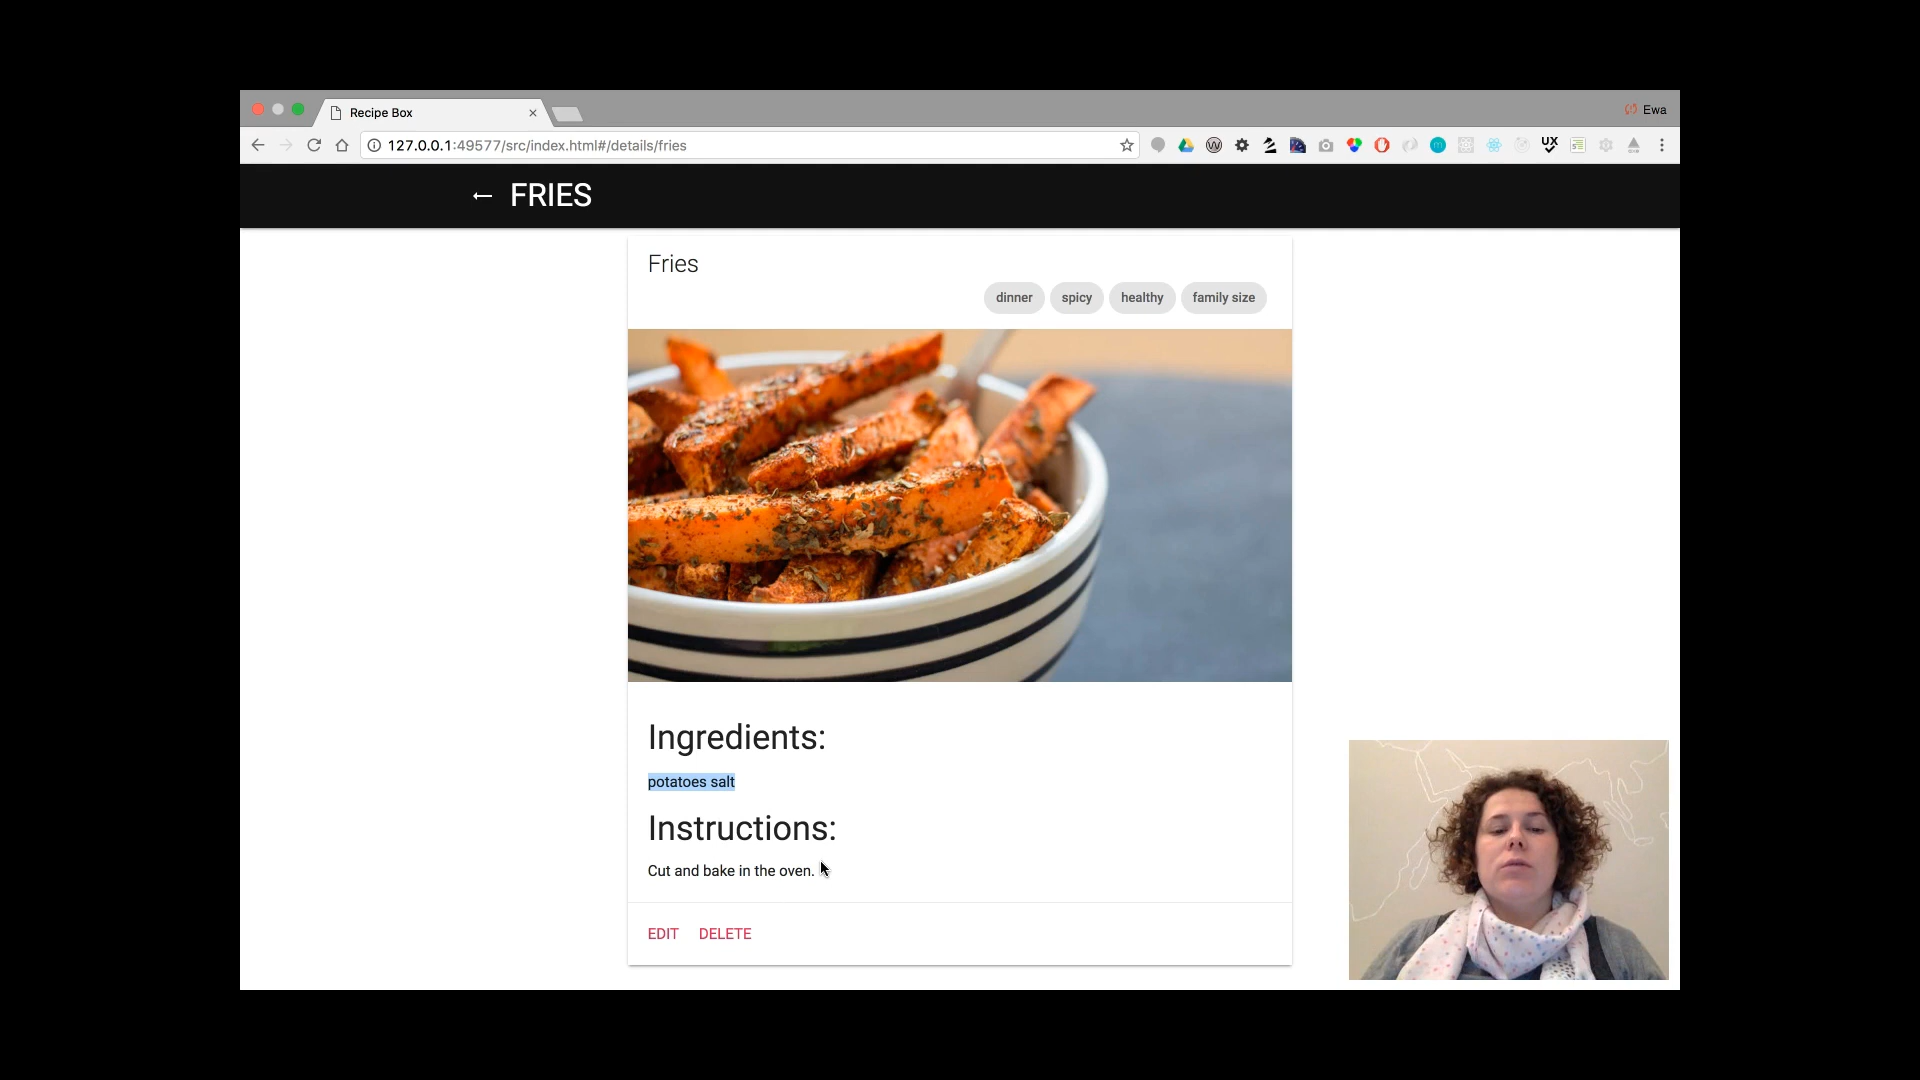 Recipe Box
Ewa
127.0.0.1:49577/src/index.html#/details/fries
UX
← FRIES
Fries
dinner spicy healthy family size
Ingredients:
potatoes salt
Instructions:
Cut and bake in the oven.
EDIT DELETE